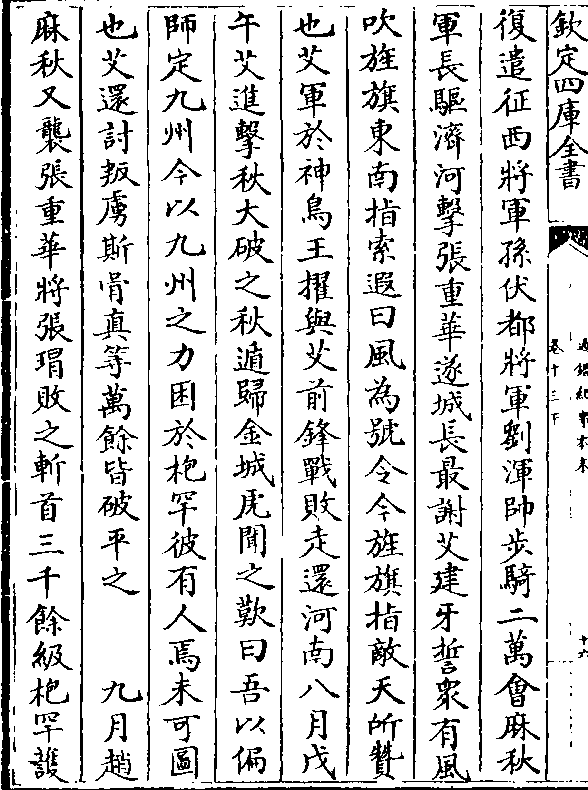 欽定四庫全書
通鑑紀事本末
卷十三下
十六
復遣征西將軍孫伏都將軍劉渾帥步騎二萬會麻秋
軍長驅濟河擊張重華遂城長最謝艾建牙誓衆有風
吹旌旗東南指索遐曰風為號令今旌旗指敵天所贊
也艾軍於神鳥王擢與艾前鋒戰敗走還河南八月戊
午艾進擊秋大破之秋遁歸金城虎聞之歎曰吾以偏
師定九州今以九州之力困於枹罕彼有人焉未可圖
也艾還討叛虜斯骨真等萬餘皆破平之　九月趙
麻秋又襲張重華將張瑁敗之斬首三千餘級枹罕護